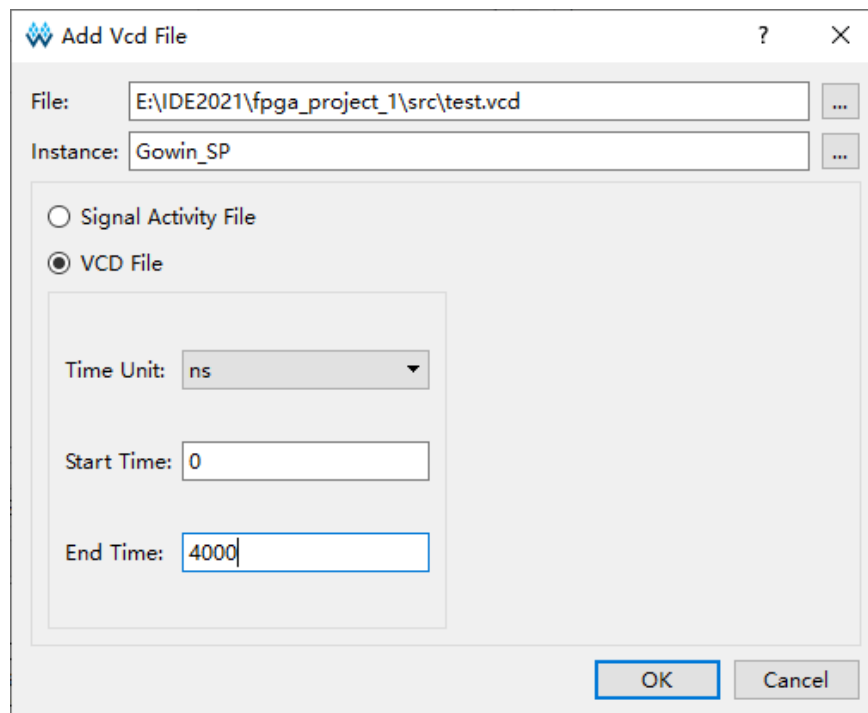 Add Vcd File ?
File: E:\IDE2021\fpga_project_1\src\test.vcd ...
Instance: Gowin_SP ...
Signal Activity File
VCD File
Time Unit: ns
Start Time: 0
End Time: 4000
OK Cancel